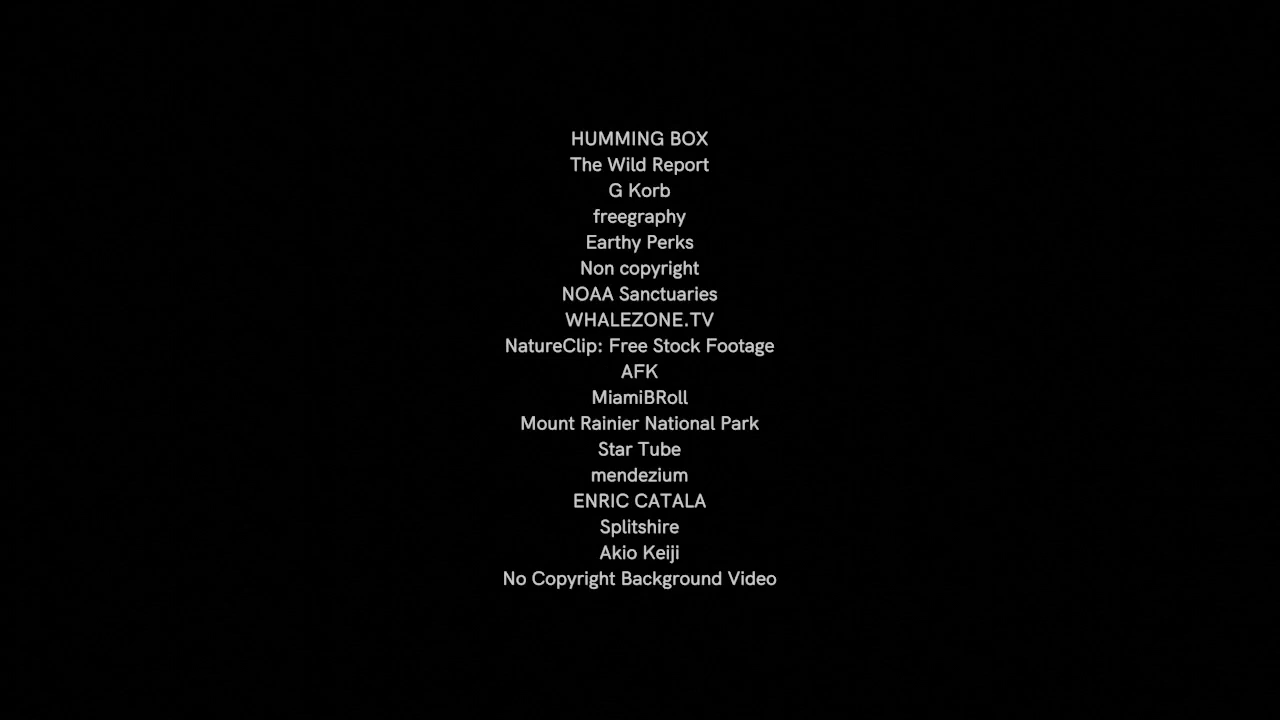 HUMMING BOX
The Wild Report
G Korb
freegraphy
Earthy Perks
Non copyright
NOAA Sanctuaries
WHALEZONE.TV
NatureClip: Free Stock Footage
AFK
MiamiBRoll
Mount Rainier National Park
Star Tube
mendezium
ENRIC CATALA
Splitshire
Akio Keiji
No Copyright Background Video